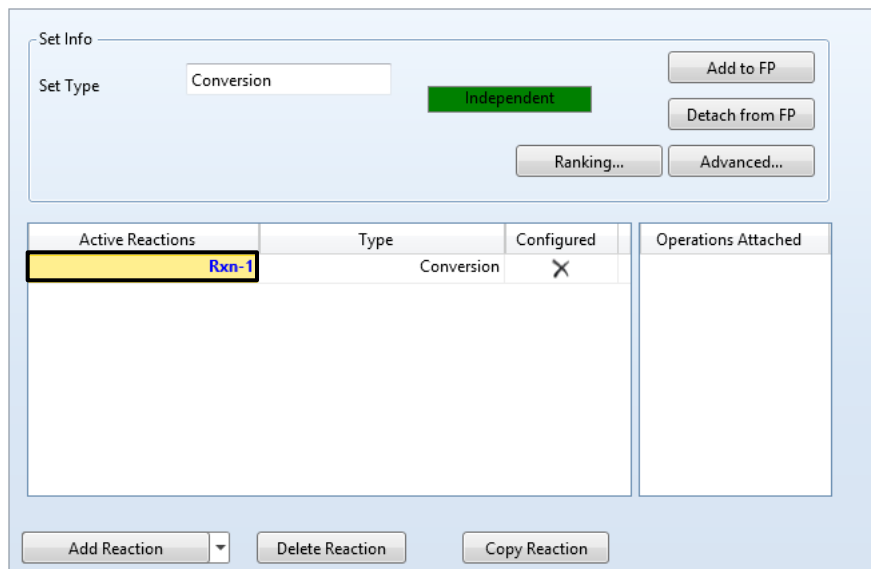 Set Info
Set Type
Conversion
Independent
Add to FP
Detach from FP
Ranking...
Advanced...
Active Reactions Type Configured Operations Attached
Rxn-1 Conversion
Add Reaction Delete Reaction Copy Reaction